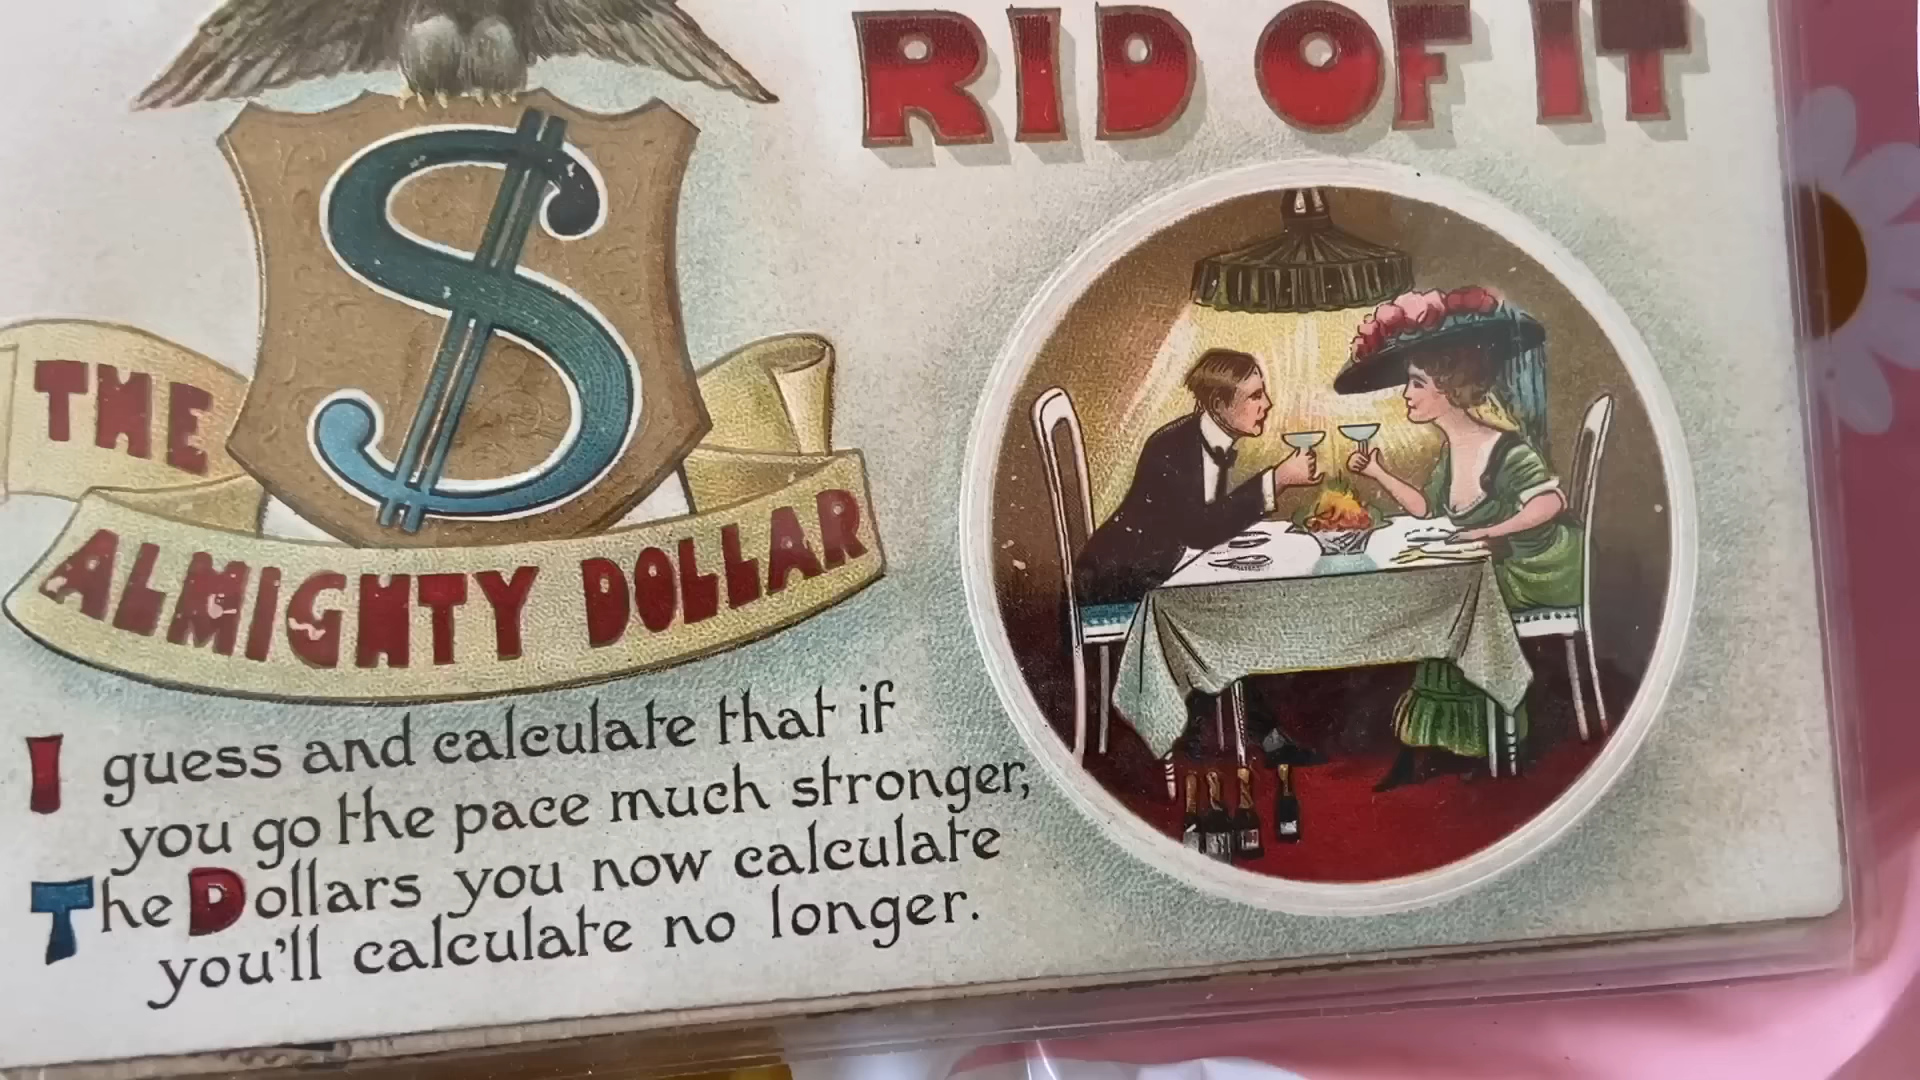 RID OF IT
$
THE
ALMIGHTY DOLLAR
I guess and calculate that if
you go the pace much stronger,
The Dollars you now calculate
you'll calculate no longer.